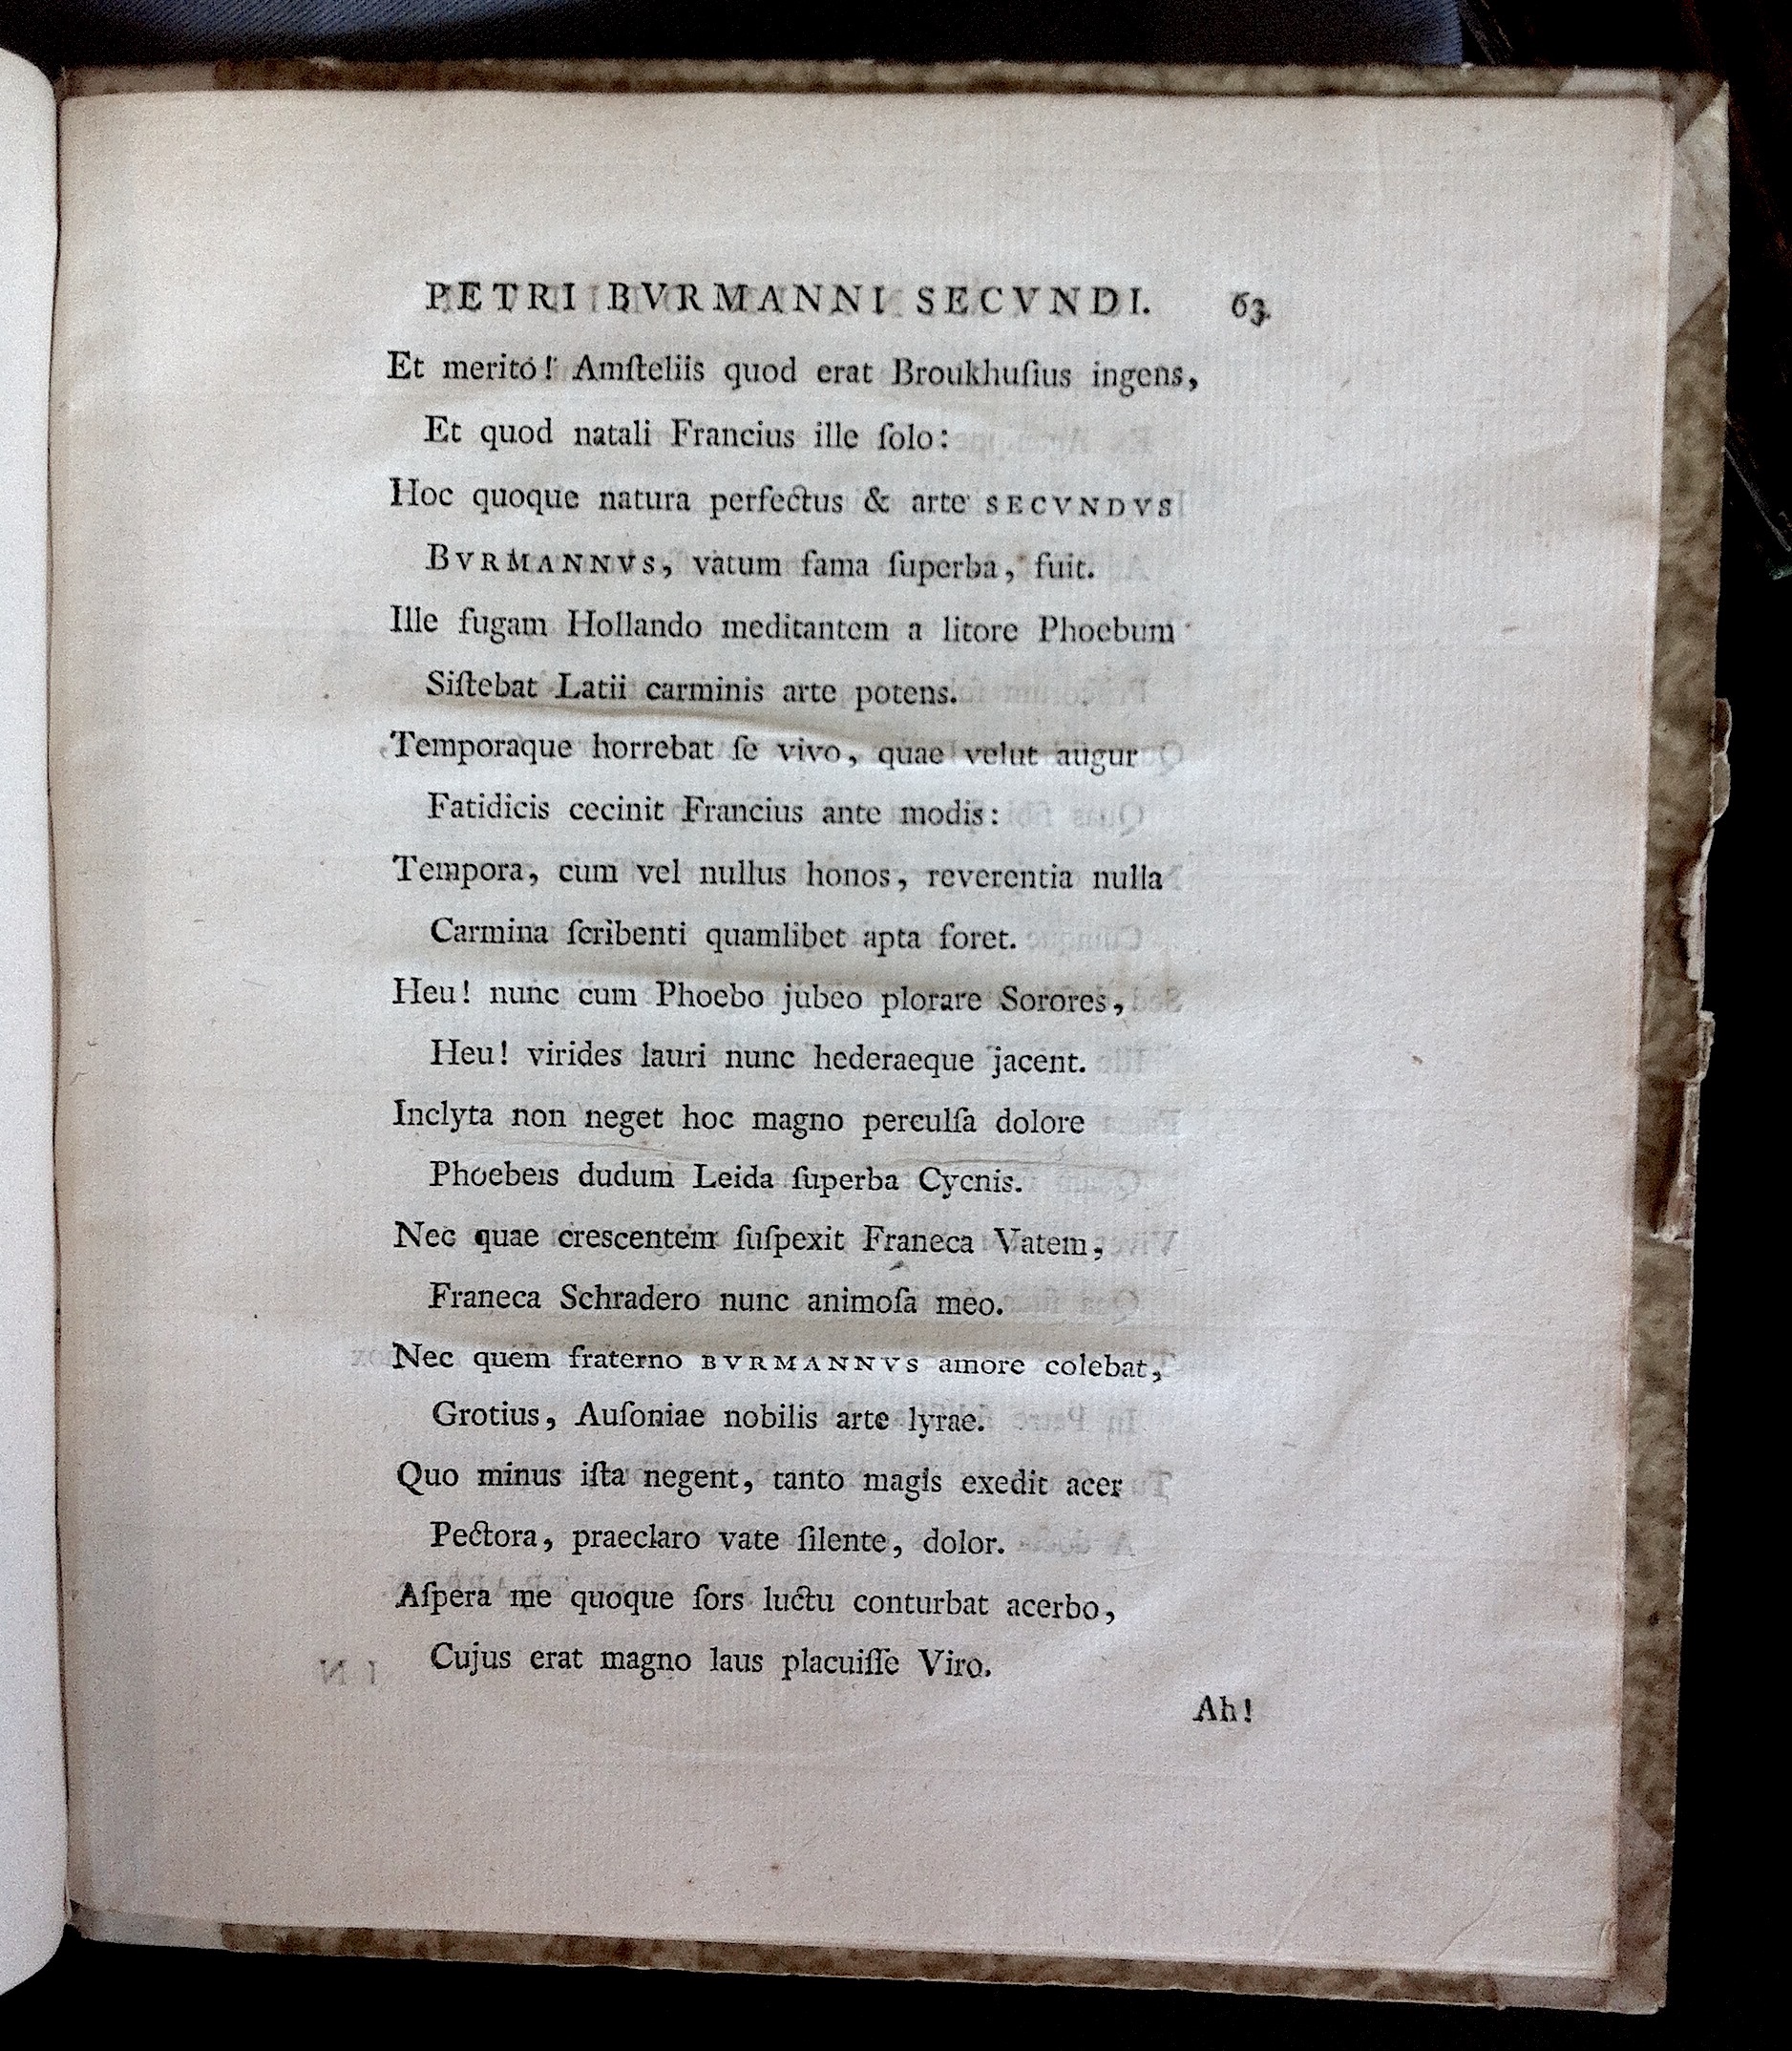 PETRI BVRMANNI SECVNDI. 63
Et merito! Amſteliis quod erat Broukhuſius ingens,
Et quod natali Francius ille ſolo:
Hoc quoque natura perfectus & arte SECVNDVS
BVRMANNVS, vatum fama ſuperba, fuit.
Ille fugam Hollando meditantem a litore Phoebum
Siſtebat Latii carminis arte potens.
Temporaque horrebat ſe vivo, quae velut augur
Fatidicis cecinit Francius ante modis:
Tempora, cum vel nullus honos, reverentia nulla
Carmina ſcribenti quamlibet apta foret.
Heu! nunc cum Phoebo jubeo plorare Sorores,
Heu! virides lauri nunc hederaeque jacent.
Inclyta non neget hoc magno perculſa dolore
Phoebeis dudum Leida ſuperba Cycnis.
Nec quae crescentem ſuſpexit Franeca Vatem,
Franeca Schradero nunc animoſa meo.
Nec quem fraterno BVRMANNVS amore colebat,
Grotius, Auſoniae nobilis arte lyrae.
Quo minus iſta negent, tanto magis exedit acer
Pectora, praeclaro vate ſilente, dolor.
Aſpera me quoque ſors luctu conturbat acerbo,
Cujus erat magno laus placuiſſe Viro.
Ah!